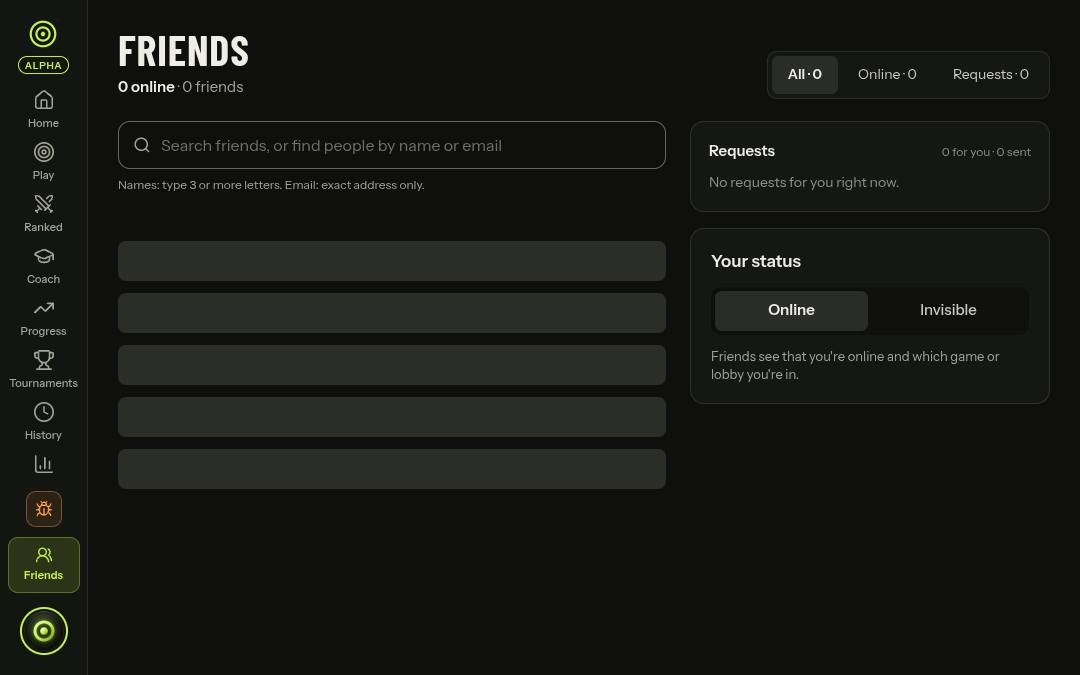 ALPHA
Home
Play
Ranked
Coach
Progress
Tournaments
History
Friends
FRIENDS
0 online · 0 friends
All · 0
Online · 0
Requests · 0
Search friends, or find people by name or email
Names: type 3 or more letters. Email: exact address only.
Requests
0 for you · 0 sent
No requests for you right now.
Your status
Online
Invisible
Friends see that you're online and which game or
lobby you're in.